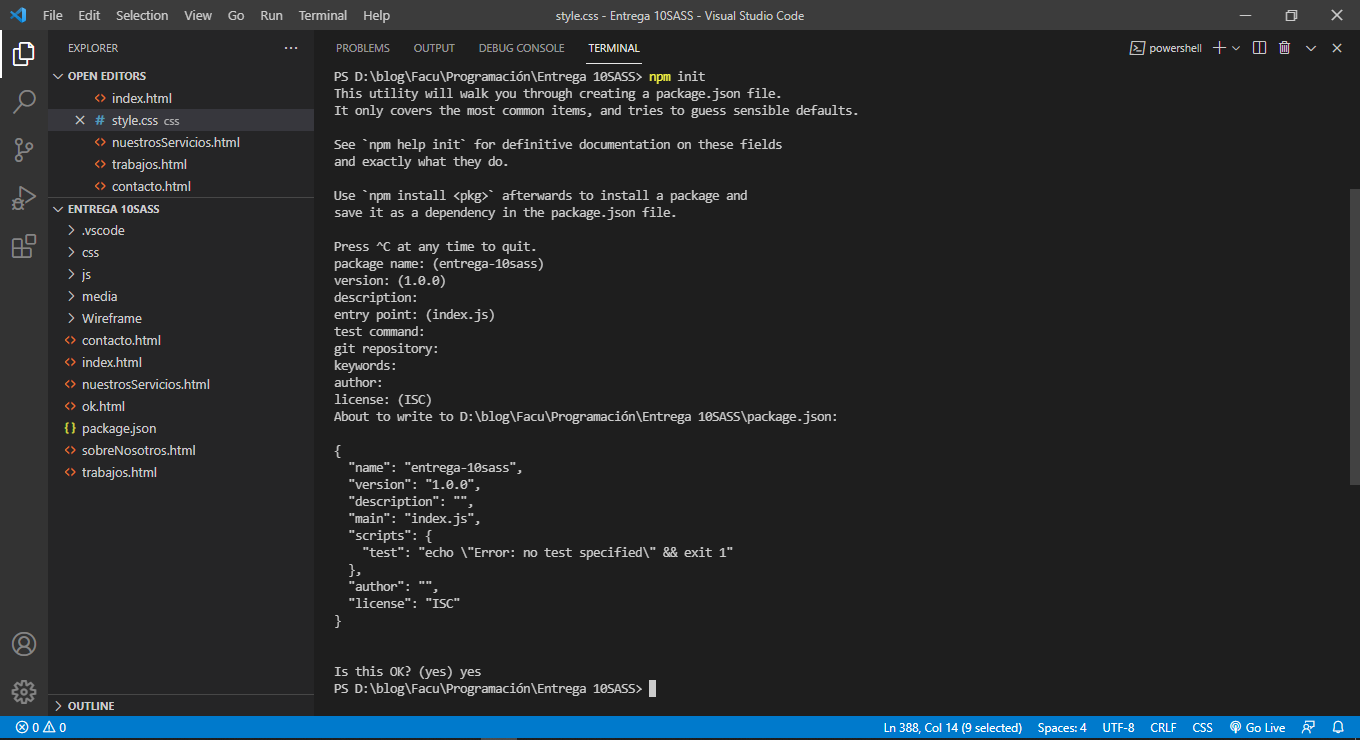 File Edit Selection View Go Run Terminal Help
style.css - Entrega 10SASS - Visual Studio Code
EXPLORER
OPEN EDITORS
index.html
style.css css
nuestrosServicios.html
trabajos.html
contacto.html
ENTREGA 10SASS
.vscode
css
js
media
Wireframe
contacto.html
index.html
nuestrosServicios.html
ok.html
package.json
sobreNosotros.html
trabajos.html
OUTLINE
PROBLEMS OUTPUT DEBUG CONSOLE TERMINAL
powershell
PS D:\blog\Facu\Programación\Entrega 10SASS> npm init
This utility will walk you through creating a package.json file.
It only covers the most common items, and tries to guess sensible defaults.
See `npm help init` for definitive documentation on these fields
and exactly what they do.
Use `npm install <pkg>` afterwards to install a package and
save it as a dependency in the package.json file.
Press ^C at any time to quit.
package name: (entrega-10sass)
version: (1.0.0)
description:
entry point: (index.js)
test command:
git repository:
keywords:
author:
license: (ISC)
About to write to D:\blog\Facu\Programación\Entrega 10SASS\package.json:
{
  "name": "entrega-10sass",
  "version": "1.0.0",
  "description": "",
  "main": "index.js",
  "scripts": {
    "test": "echo \"Error: no test specified\" && exit 1"
  },
  "author": "",
  "license": "ISC"
}
Is this OK? (yes) yes
PS D:\blog\Facu\Programación\Entrega 10SASS>
0 0
Ln 388, Col 14 (9 selected) Spaces: 4 UTF-8 CRLF CSS Go Live